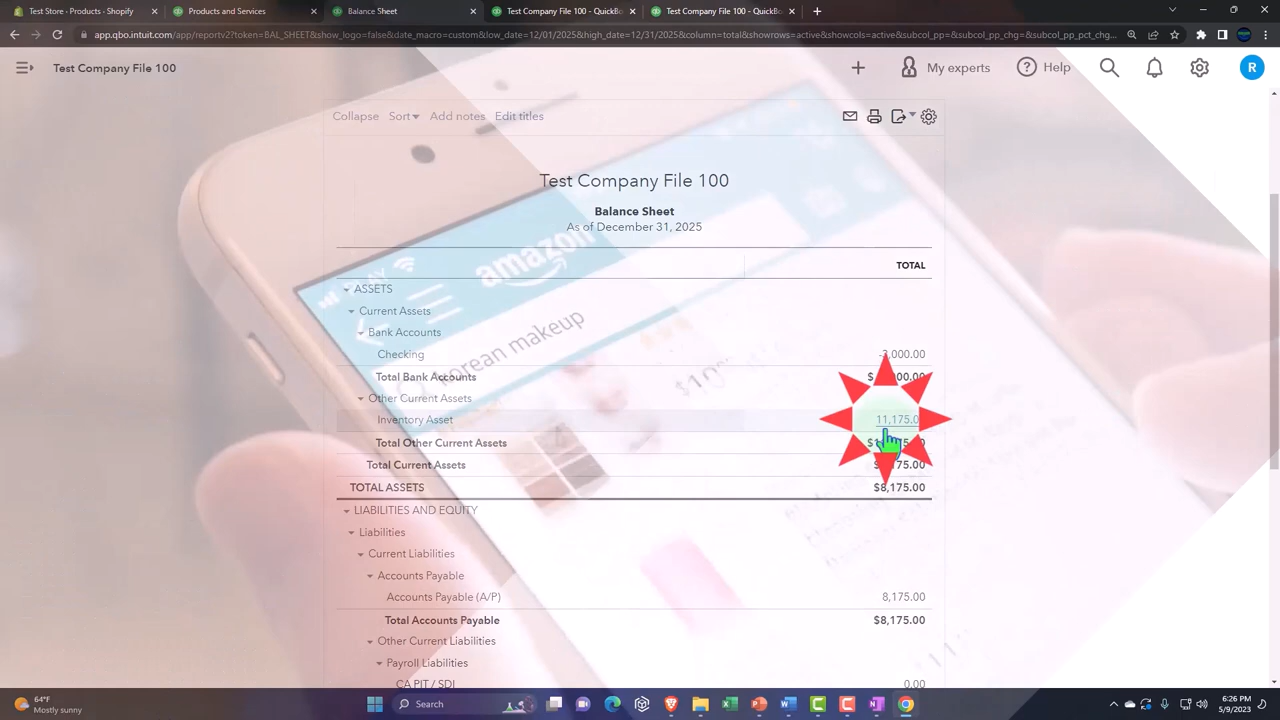 Test Store · Products · Shopify
Products and Services
Balance Sheet
Test Company File 100 - QuickBo
Test Company File 100 - QuickBo
app.qbo.intuit.com/app/reportv2?token=BAL_SHEET&show_logo=false&date_macro=custom&low_date=12/01/2025&high_date=12/31/2025&column=total&showrows=active&showcols=active&subcol_pp=&subcol_pp_chg=&subcol_pp_pct_chg...
Test Company File 100
My experts
Help
R
Collapse Sort Add notes Edit titles
Test Company File 100
Balance Sheet
As of December 31, 2025
amazon
TOTAL
ASSETS
Current Assets
Bank Accounts
korean makeup
Checking
Total Bank Accounts
Other Current Assets
Inventory Asset 11,175.0
Total Other Current Assets
Total Current Assets
TOTAL ASSETS $8,175.00
LIABILITIES AND EQUITY
Liabilities
Current Liabilities
Accounts Payable
Accounts Payable (A/P) 8,175.00
Total Accounts Payable $8,175.00
Other Current Liabilities
Payroll Liabilities
CA PIT / SDI 0.00
64°F
Mostly sunny
Search
6:26 PM
5/9/2023